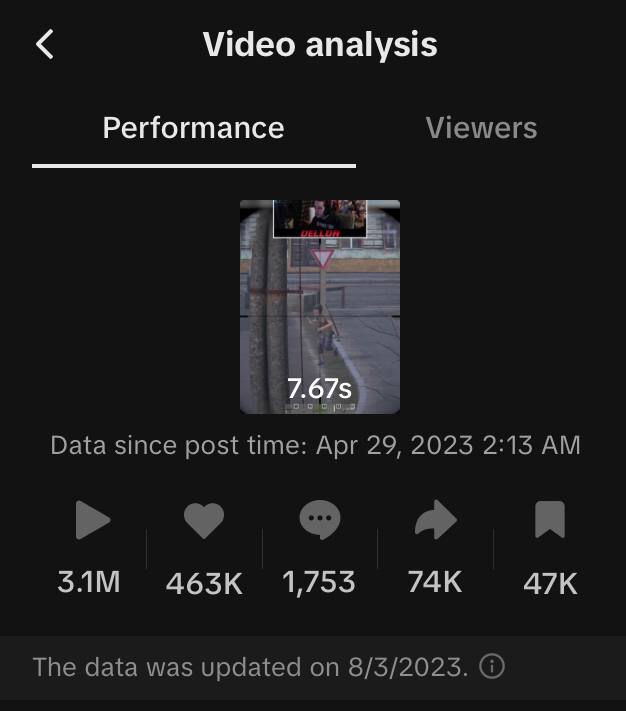 Video analysis
Performance
Viewers
DELLOR
7.67s
Data since post time: Apr 29, 2023 2:13 AM
3.1M
463K
1,753
74K
47K
The data was updated on 8/3/2023.